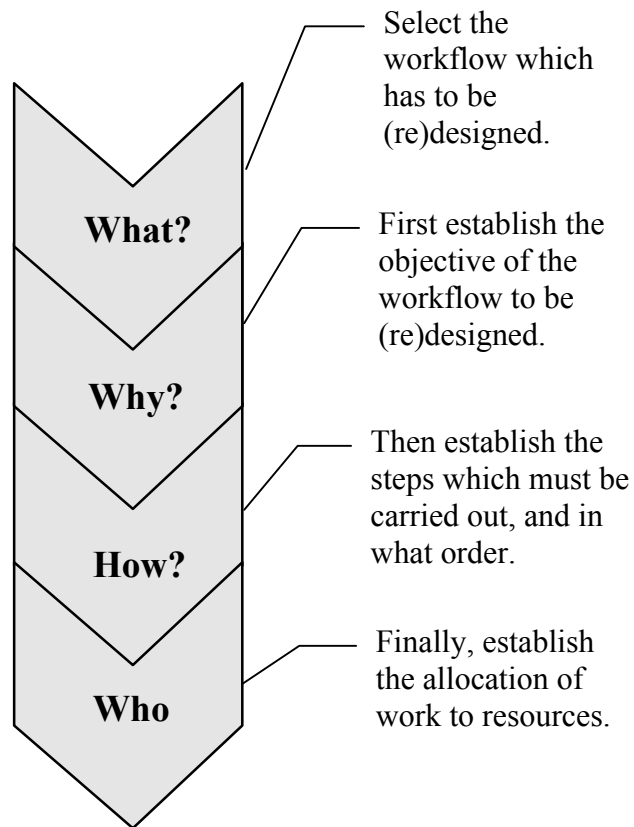 Select the
workflow which
has to be
(re)designed.
What?
First establish the
objective of the
workflow to be
(re)designed.
Why?
Then establish the
steps which must be
carried out, and in
what order.
How?
Finally, establish
the allocation of
work to resources.
Who